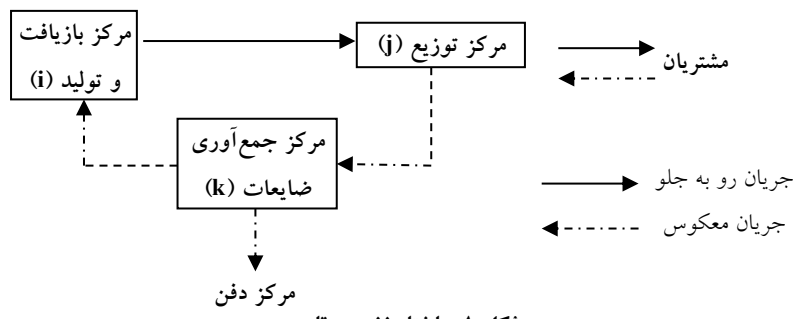 مرکز بازیافت
و تولید (i)
مرکز توزیع (j)
مشتریان
مرکز جمع‌آوری
ضایعات (k)
جریان رو به جلو
جریان معکوس
مرکز دفن